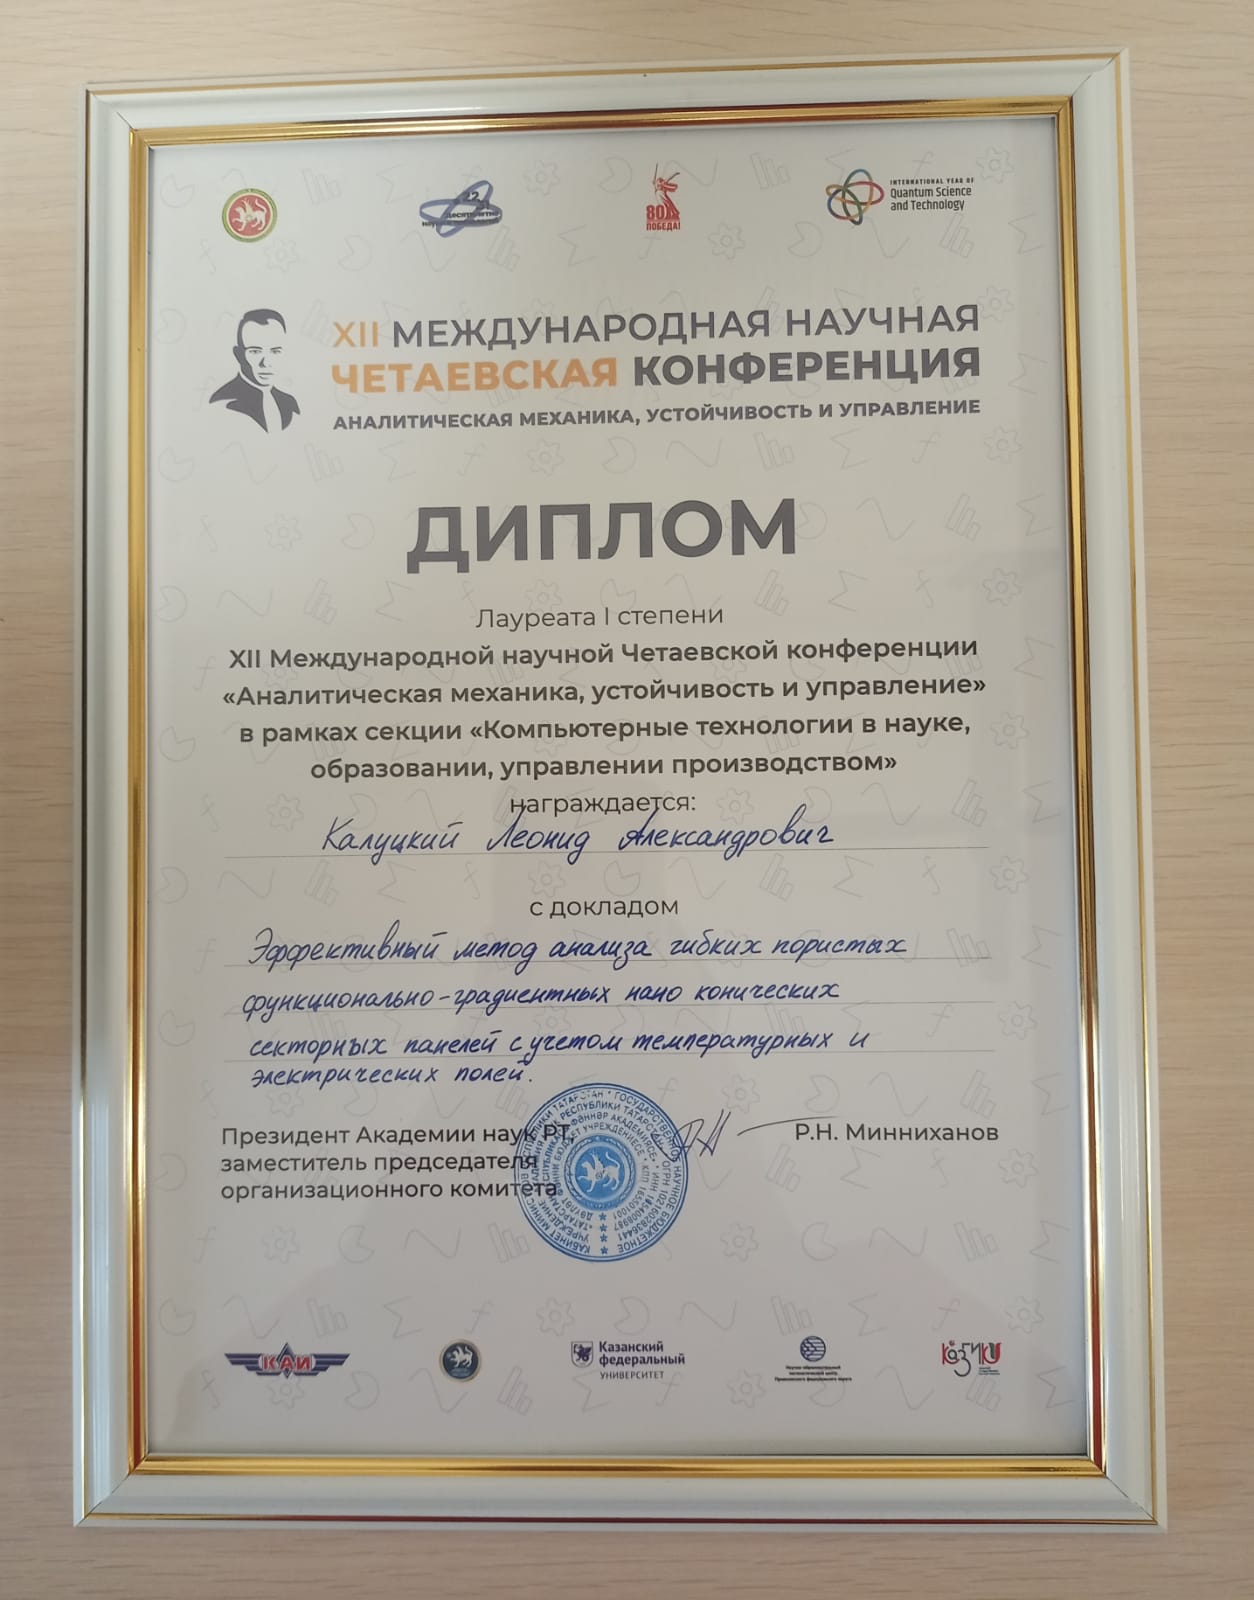 INTERNATIONAL YEAR OF
Quantum Science
and Technology
80
ПОБЕДА!
XII МЕЖДУНАРОДНАЯ НАУЧНАЯ
ЧЕТАЕВСКАЯ КОНФЕРЕНЦИЯ
АНАЛИТИЧЕСКАЯ МЕХАНИКА, УСТОЙЧИВОСТЬ И УПРАВЛЕНИЕ
ДИПЛОМ
Лауреата I степени
XII Международной научной Четаевской конференции
«Аналитическая механика, устойчивость и управление»
в рамках секции «Компьютерные технологии в науке,
образовании, управлении производством»
награждается:
Калуцкий Леонид Александрович
с докладом
Эффективный метод анализа гибких пористых
функционально-градиентных нано конических
секторных панелей с учетом температурных и
электрических полей.
Президент Академии наук РТ,
заместитель председателя
организационного комитета
Р.Н. Минниханов
КАИ
Казанский
федеральный
УНИВЕРСИТЕТ